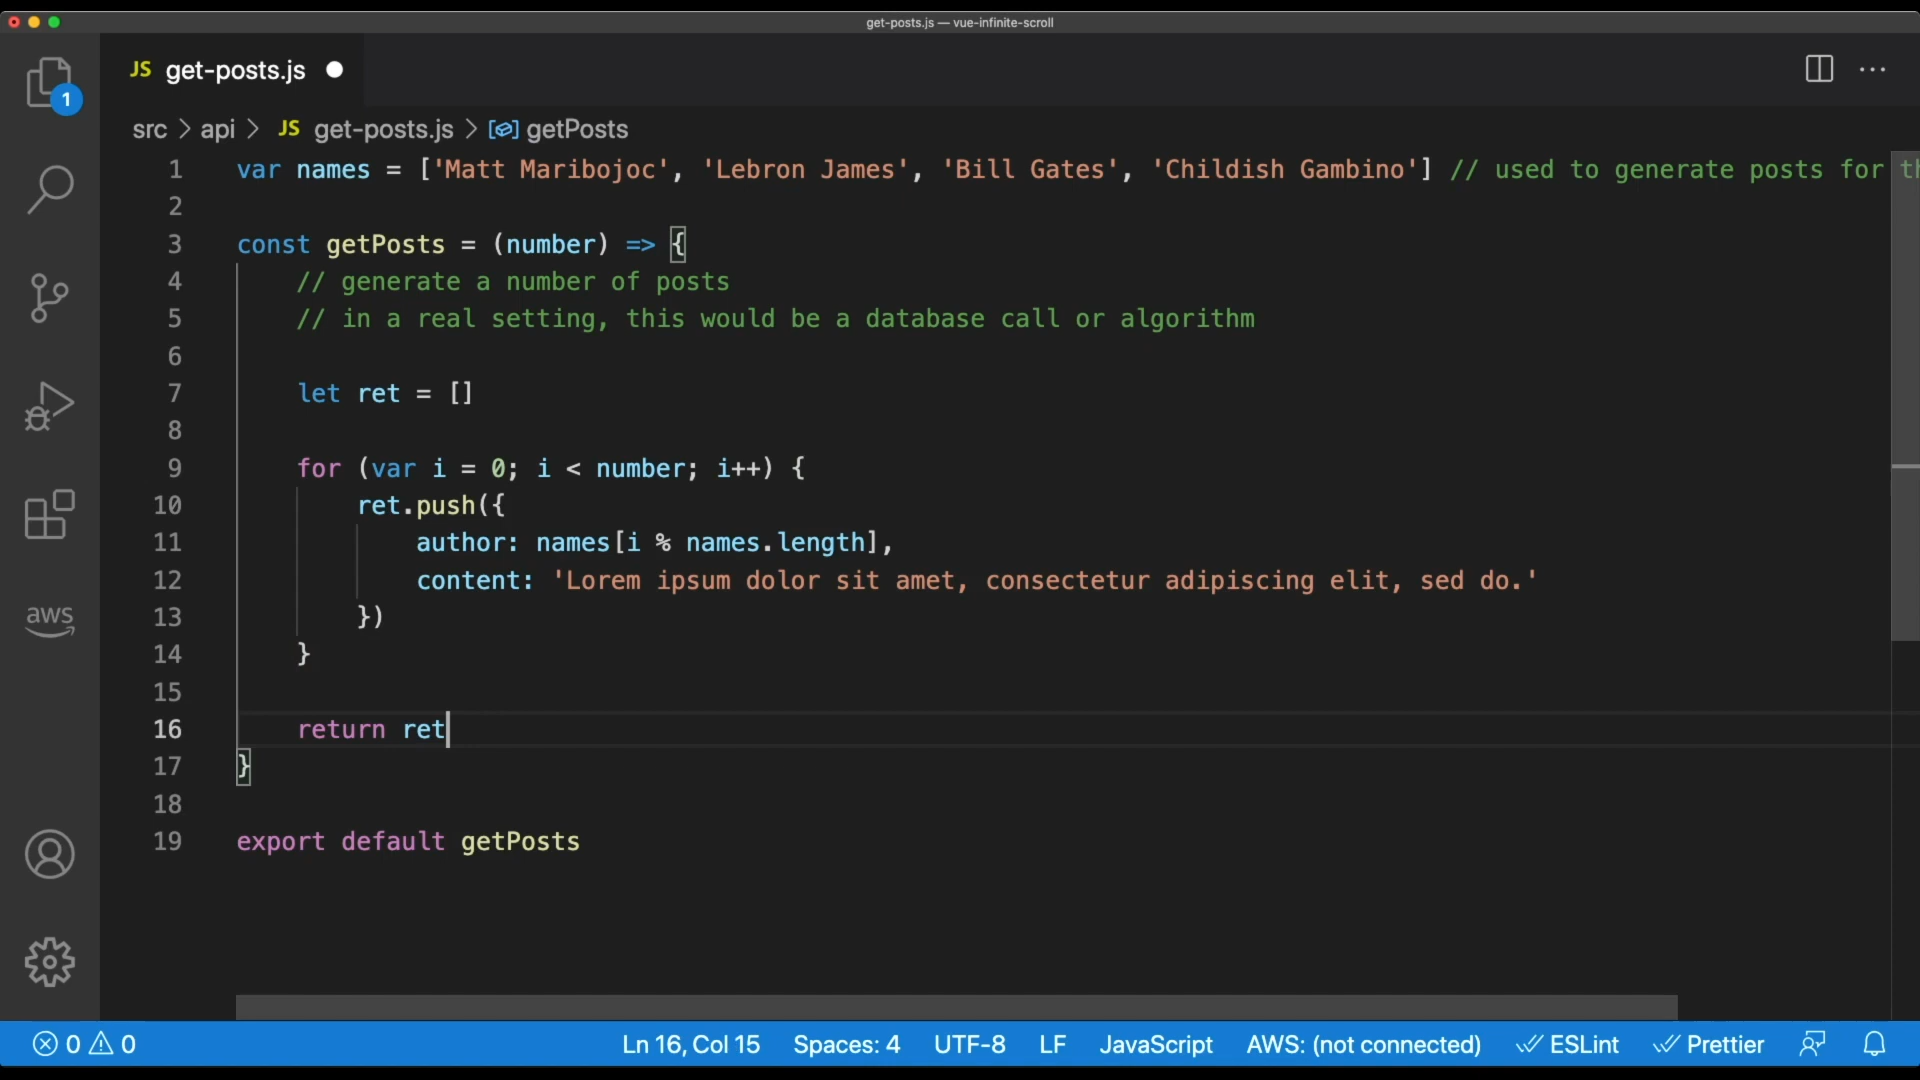 get-posts.js — vue-infinite-scroll
JS get-posts.js
1
src > api > JS get-posts.js > getPosts
1 var names = ['Matt Maribojoc', 'Lebron James', 'Bill Gates', 'Childish Gambino'] // used to generate posts for
2
3 const getPosts = (number) => {
4 // generate a number of posts
5 // in a real setting, this would be a database call or algorithm
6
7 let ret = []
8
9 for (var i = 0; i < number; i++) {
10 ret.push({
11 author: names[i % names.length],
12 content: 'Lorem ipsum dolor sit amet, consectetur adipiscing elit, sed do.'
13 })
14 }
15
16 return ret
17 }
18
19 export default getPosts
aws
0 0 Ln 16, Col 15 Spaces: 4 UTF-8 LF JavaScript AWS: (not connected) ESLint Prettier